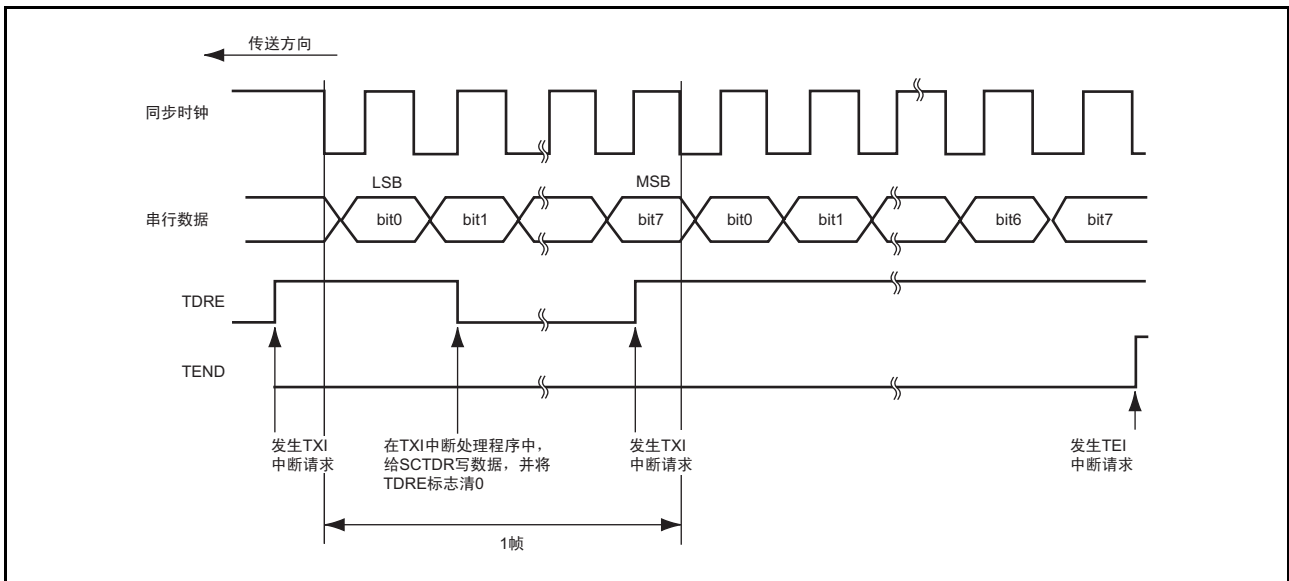 传送方向
同步时钟
LSB MSB
串行数据 bit0 bit1 bit7 bit0 bit1 bit6 bit7
TDRE
TEND
发生TXI
中断请求
在TXI中断处理程序中，
给SCTDR写数据，并将
TDRE标志清0
发生TXI
中断请求
发生TEI
中断请求
1帧